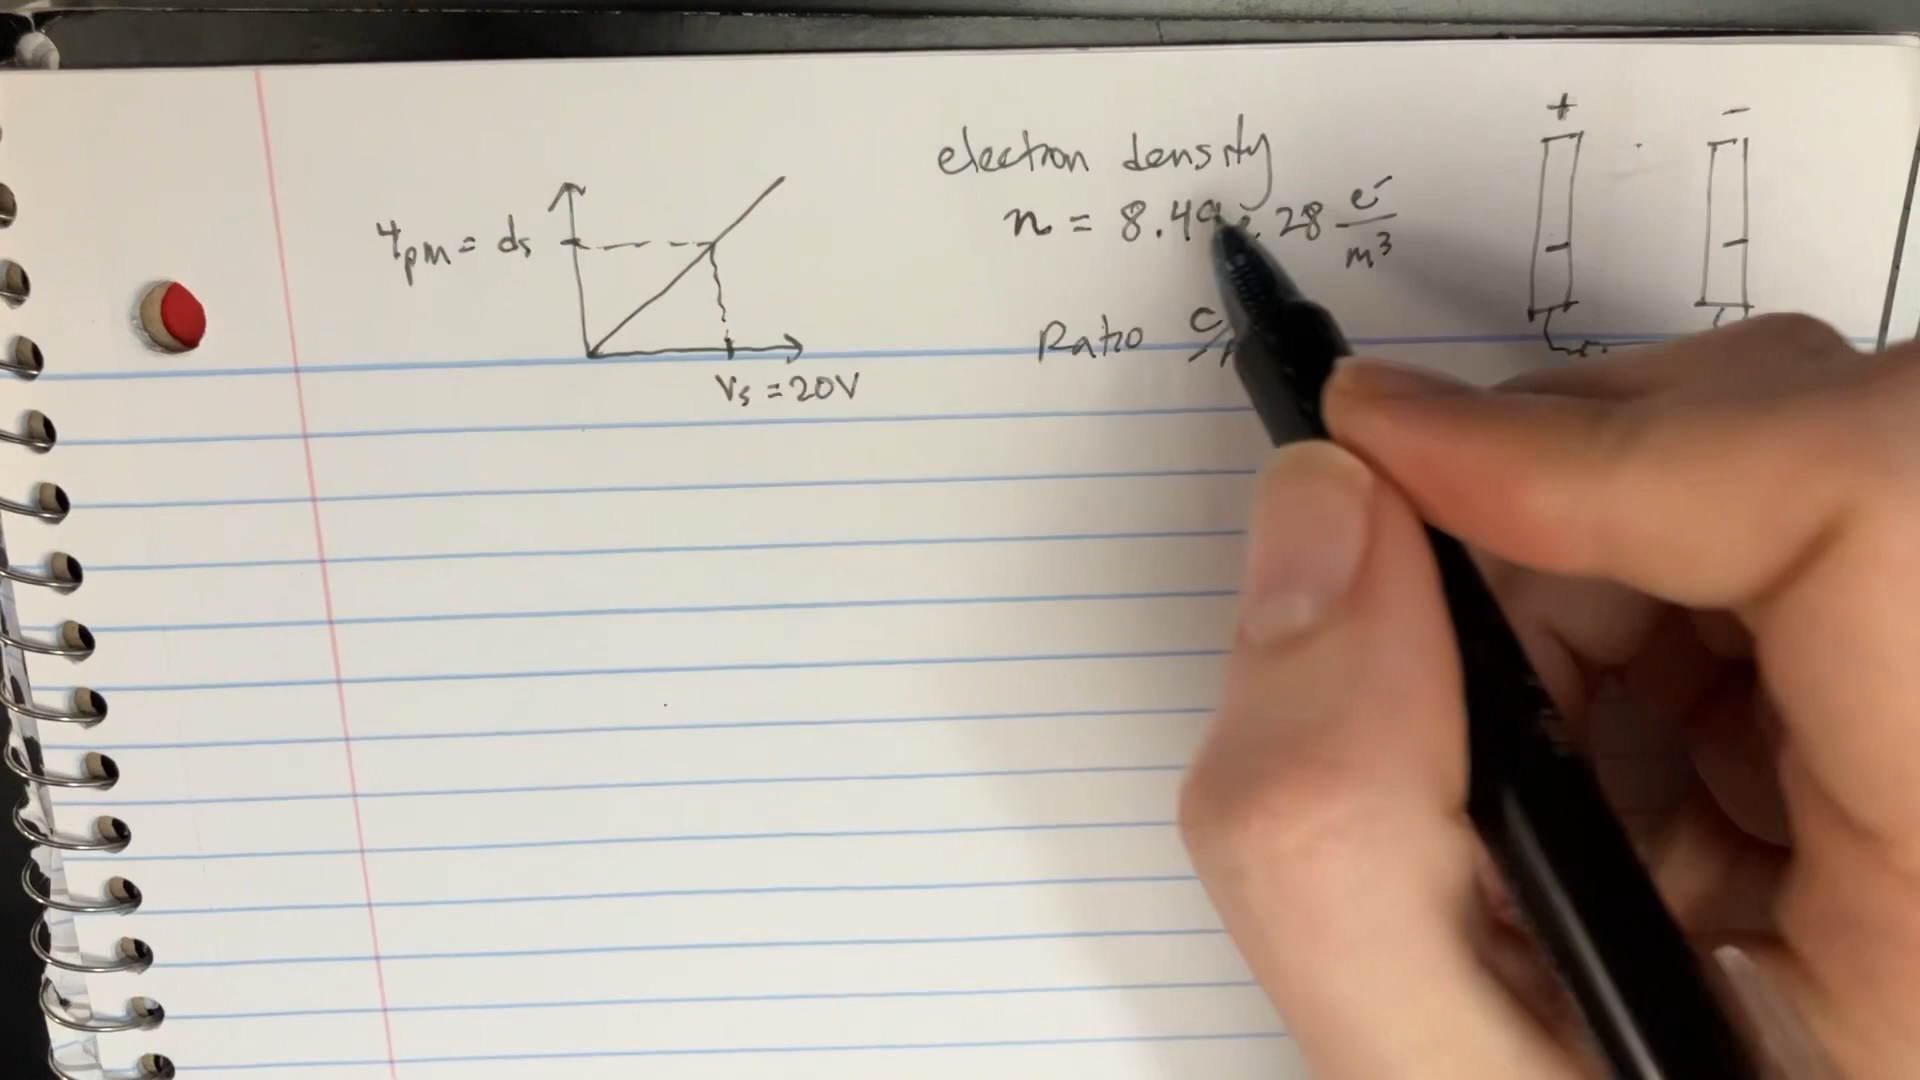 4pm = ds
Vs = 20V
electron density
n = 8.49 : 28 e⁻/m³
Ratio C/
+ -